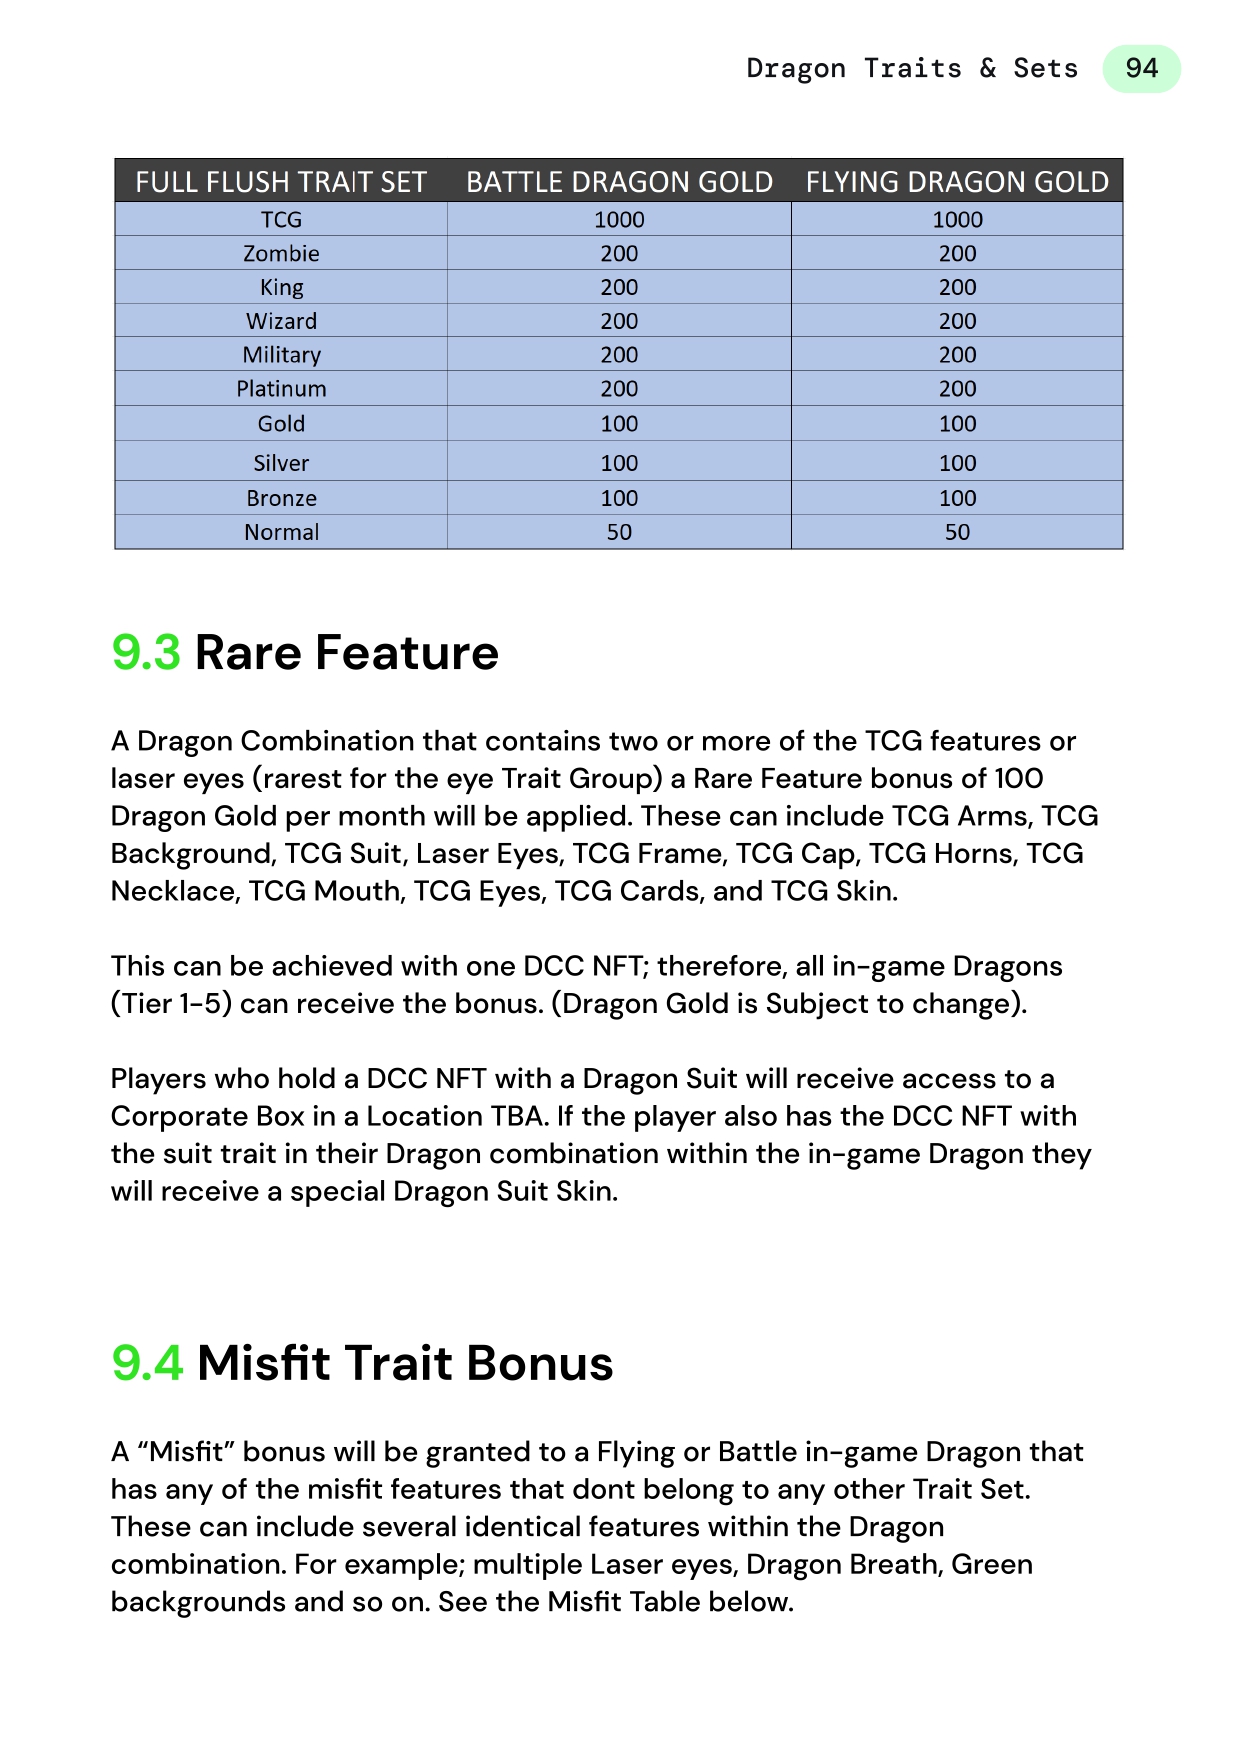 Dragon Traits & Sets 94
FULL FLUSH TRAIT SET BATTLE DRAGON GOLD FLYING DRAGON GOLD
TCG 1000 1000
Zombie 200 200
King 200 200
Wizard 200 200
Military 200 200
Platinum 200 200
Gold 100 100
Silver 100 100
Bronze 100 100
Normal 50 50
9.3 Rare Feature
A Dragon Combination that contains two or more of the TCG features or
laser eyes (rarest for the eye Trait Group) a Rare Feature bonus of 100
Dragon Gold per month will be applied. These can include TCG Arms, TCG
Background, TCG Suit, Laser Eyes, TCG Frame, TCG Cap, TCG Horns, TCG
Necklace, TCG Mouth, TCG Eyes, TCG Cards, and TCG Skin.
This can be achieved with one DCC NFT; therefore, all in-game Dragons
(Tier 1-5) can receive the bonus. (Dragon Gold is Subject to change).
Players who hold a DCC NFT with a Dragon Suit will receive access to a
Corporate Box in a Location TBA. If the player also has the DCC NFT with
the suit trait in their Dragon combination within the in-game Dragon they
will receive a special Dragon Suit Skin.
9.4 Misfit Trait Bonus
A “Misfit” bonus will be granted to a Flying or Battle in-game Dragon that
has any of the misfit features that dont belong to any other Trait Set.
These can include several identical features within the Dragon
combination. For example; multiple Laser eyes, Dragon Breath, Green
backgrounds and so on. See the Misfit Table below.